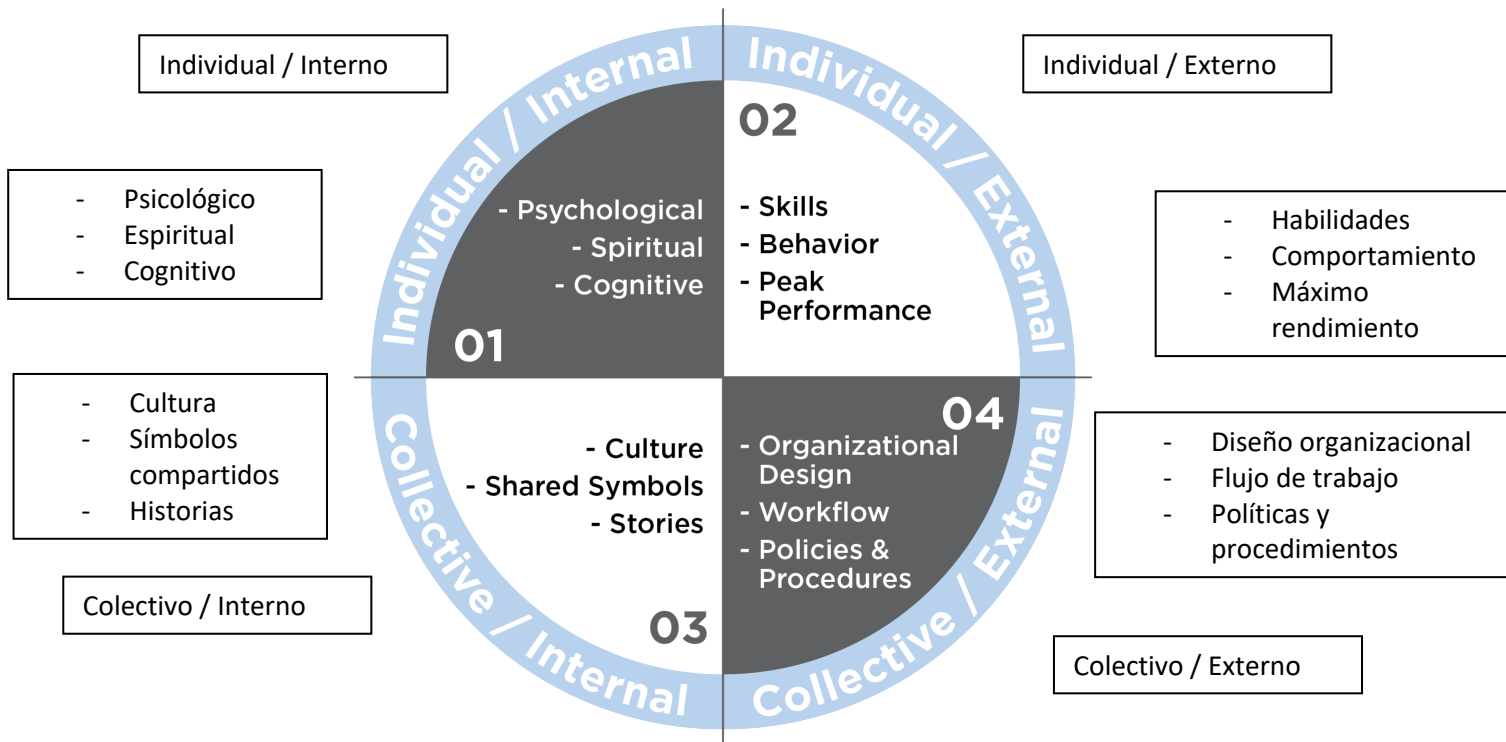 Individual / Interno
Individual / Externo
Individual / Internal
Individual / External
02
- Psicológico
- Espiritual
- Cognitivo
- Psychological
- Spiritual
- Cognitive
01
- Skills
- Behavior
- Peak
Performance
- Habilidades
- Comportamiento
- Máximo
rendimiento
- Cultura
- Símbolos
compartidos
- Historias
- Culture
- Shared Symbols
- Stories
03
04
- Organizational
Design
- Workflow
- Policies &
Procedures
- Diseño organizacional
- Flujo de trabajo
- Políticas y
procedimientos
Collective / Internal
Collective / External
Colectivo / Interno
Colectivo / Externo